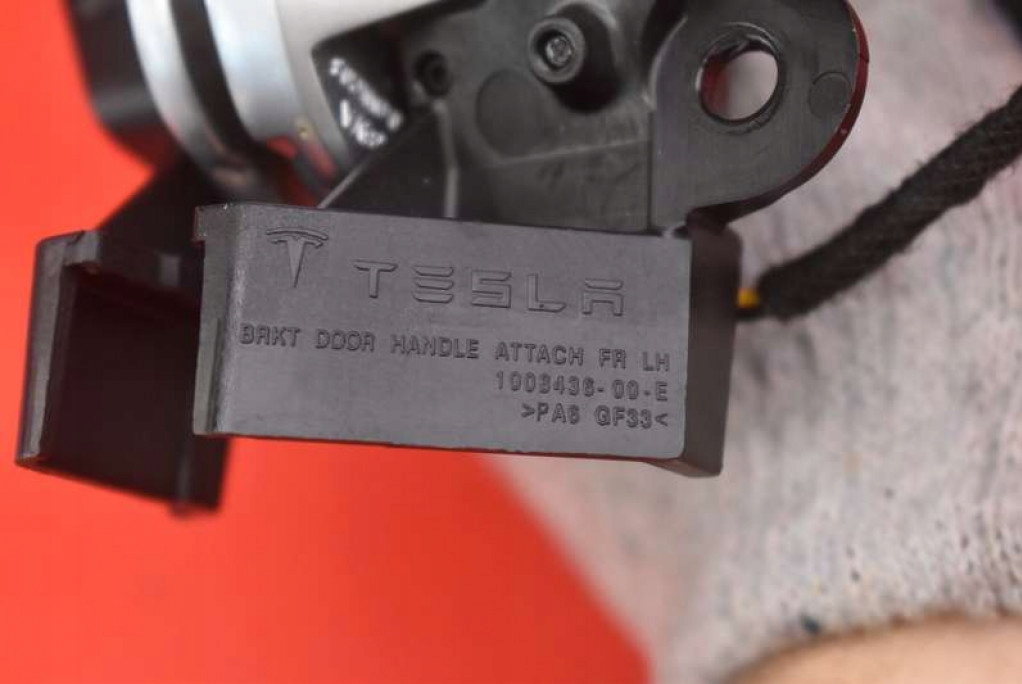 TESLA
BRKT DOOR HANDLE ATTACH FR LH
1003436-00-E
>PA6 GF33<